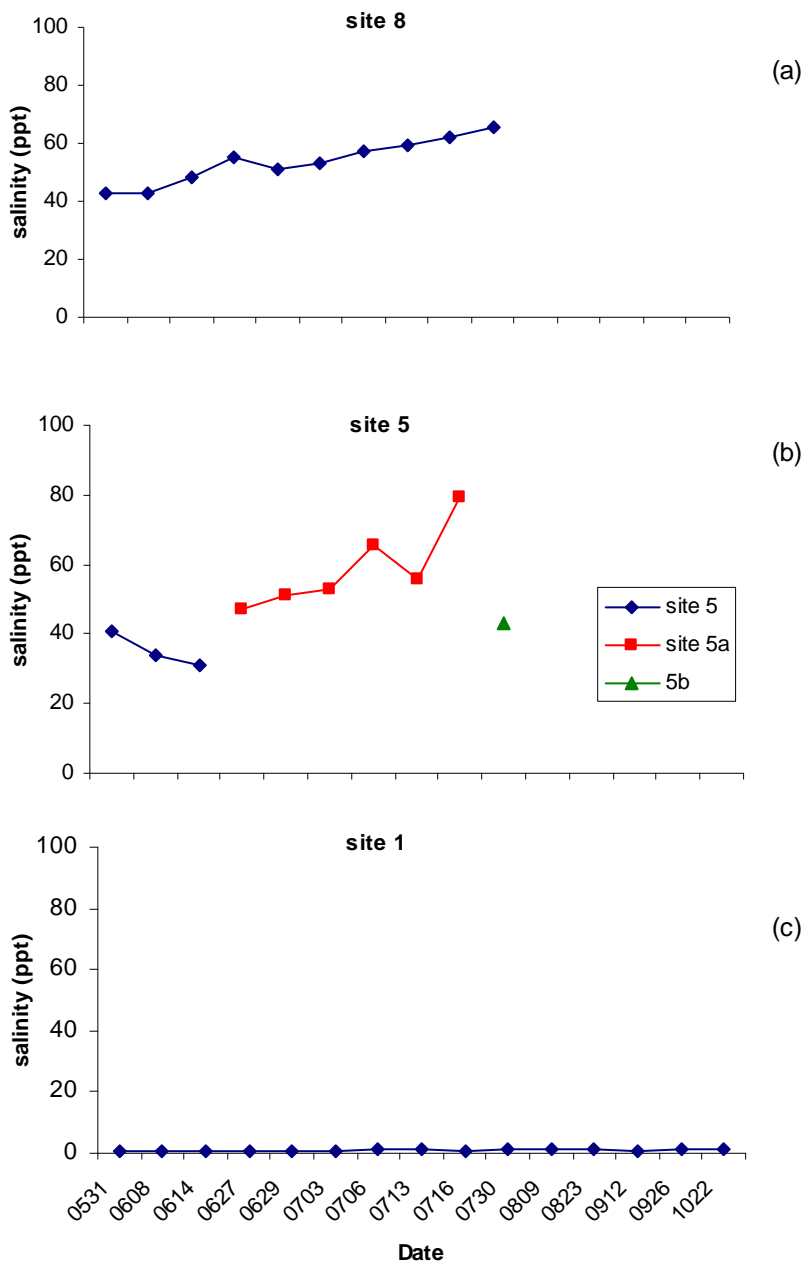 site 8
(a)
100
80
60
40
20
0
salinity (ppt)
site 5
(b)
100
80
60
40
20
0
salinity (ppt)
site 5
site 5a
5b
site 1
(c)
100
80
60
40
20
0
salinity (ppt)
0531 0608 0614 0627 0629 0703 0706 0713 0716 0730 0809 0823 0912 0926 1022
Date